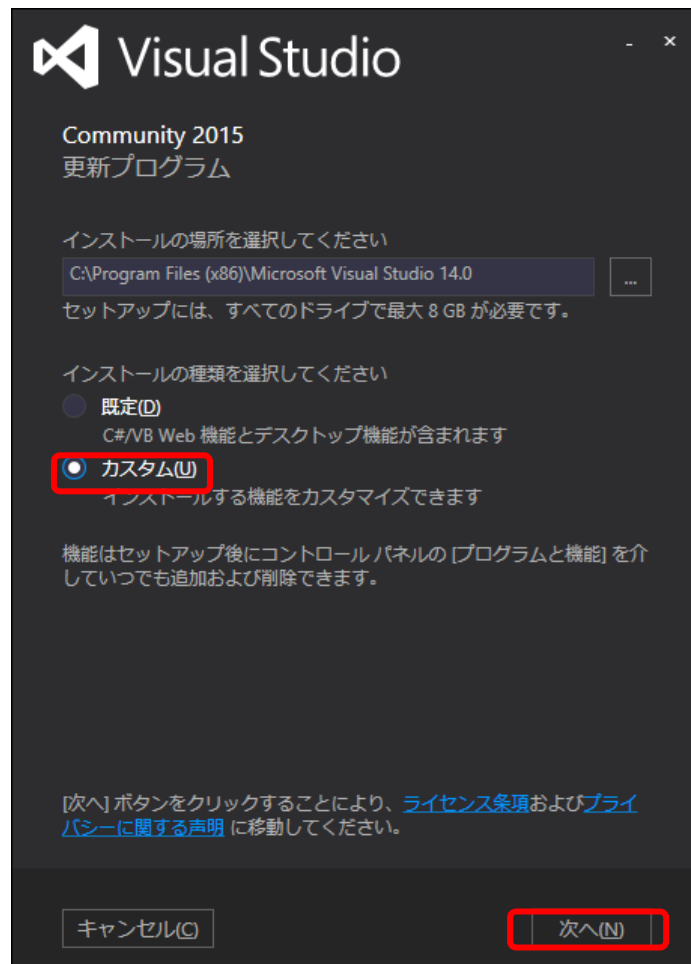 Visual Studio
Community 2015
更新プログラム
インストールの場所を選択してください
C:\Program Files (x86)\Microsoft Visual Studio 14.0
...
セットアップには、すべてのドライブで最大 8 GB が必要です。
インストールの種類を選択してください
既定(D)
C#/VB Web 機能とデスクトップ機能が含まれます
カスタム(U)
インストールする機能をカスタマイズできます
機能はセットアップ後にコントロール パネルの [プログラムと機能] を介
していつでも追加および削除できます。
[次へ] ボタンをクリックすることにより、ライセンス条項およびプライ
バシーに関する声明 に移動してください。
キャンセル(C)
次へ(N)